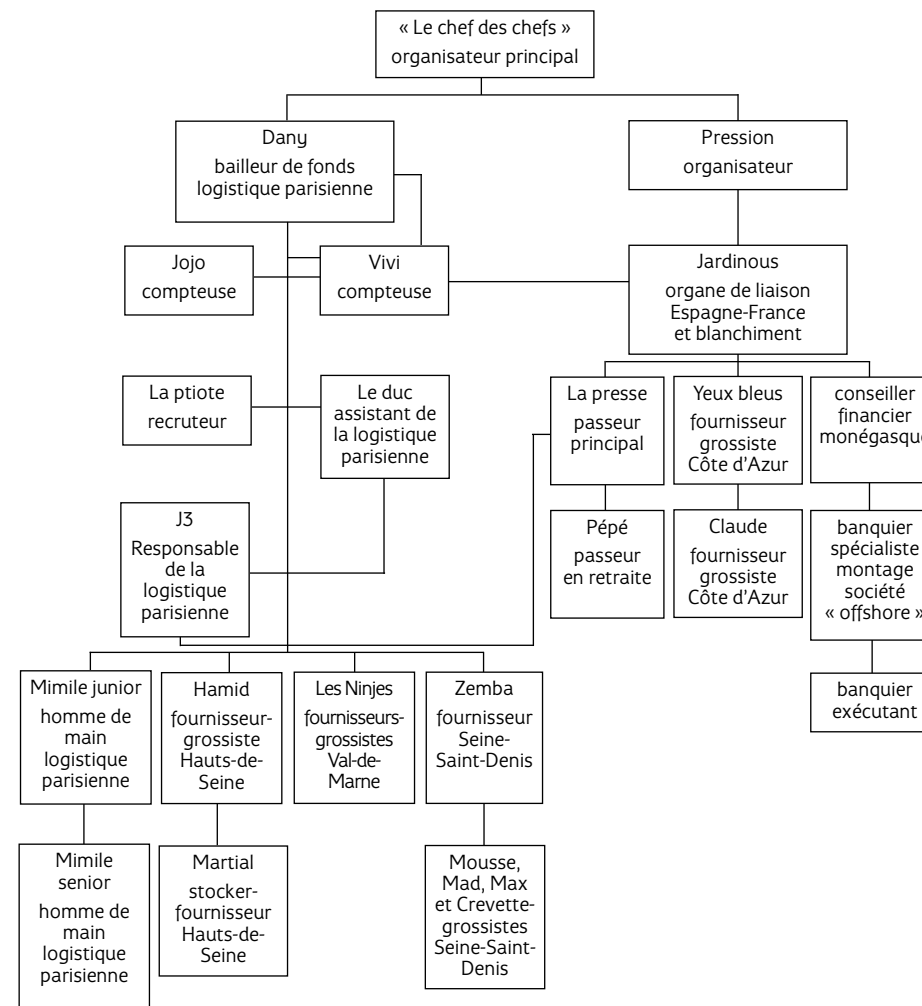 « Le chef des chefs »
organisateur principal
Dany
bailleur de fonds
logistique parisienne
Pression
organisateur
Jojo
compteuse
Vivi
compteuse
Jardinous
organe de liaison
Espagne-France
et blanchiment
La ptiote
recruteur
Le duc
assistant de
la logistique
parisienne
La presse
passeur
principal
Yeux bleus
fournisseur
grossiste
Côte d'Azur
conseiller
financier
monégasque
J3
Responsable
de la
logistique
parisienne
Pépé
passeur
en retraite
Claude
fournisseur
grossiste
Côte d'Azur
banquier
spécialiste
montage
société
« offshore »
banquier
exécutant
Mimile junior
homme de
main
logistique
parisienne
Hamid
fournisseur-
grossiste
Hauts-de-
Seine
Les Ninjes
fournisseurs-
grossistes
Val-de-
Marne
Zemba
fournisseur
Seine-
Saint-Denis
Mimile
senior
homme de
main
logistique
parisienne
Martial
stocker-
fournisseur
Hauts-de-
Seine
Mousse,
Mad, Max
et Crevette-
grossistes
Seine-Saint-
Denis